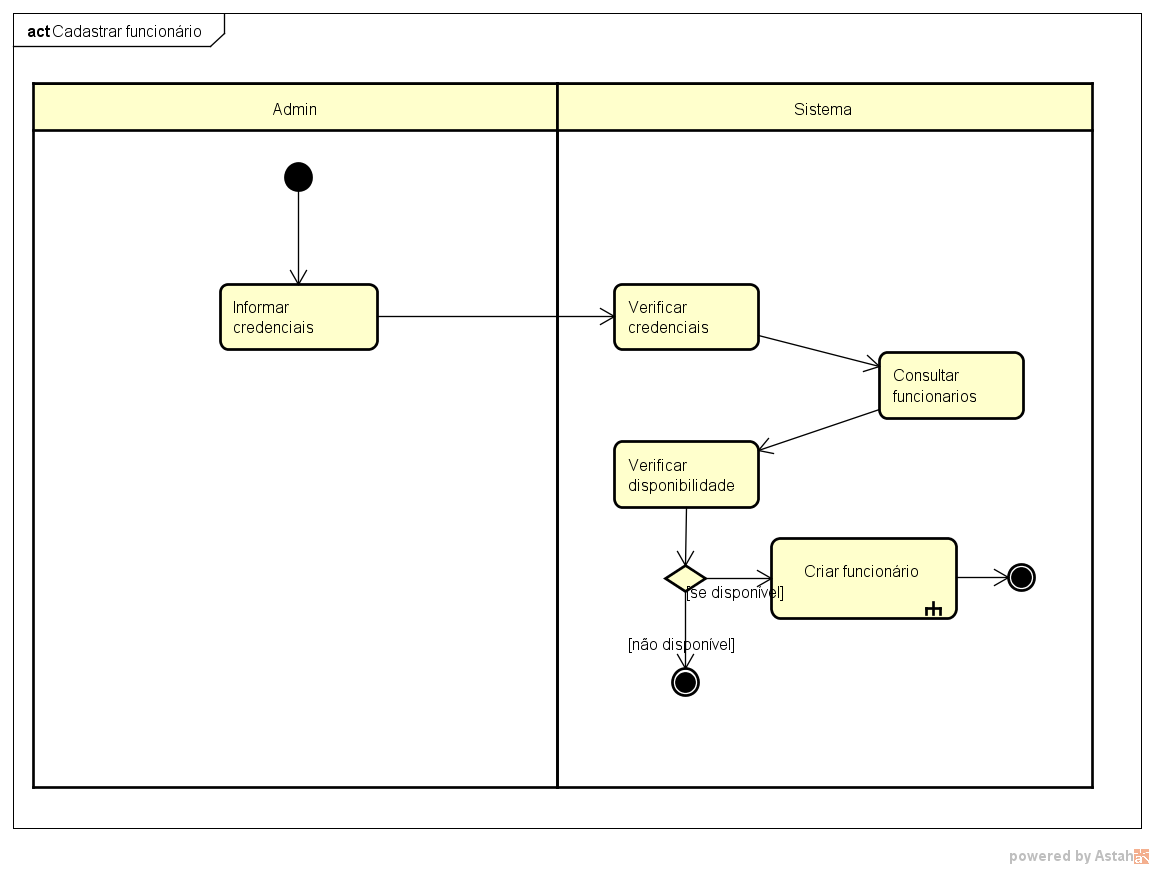 act Cadastrar funcionário
Admin
Sistema
Informar
credenciais
Verificar
credenciais
Consultar
funcionarios
Verificar
disponibilidade
Criar funcionário
[se disponível]
[não disponível]
powered by Astah